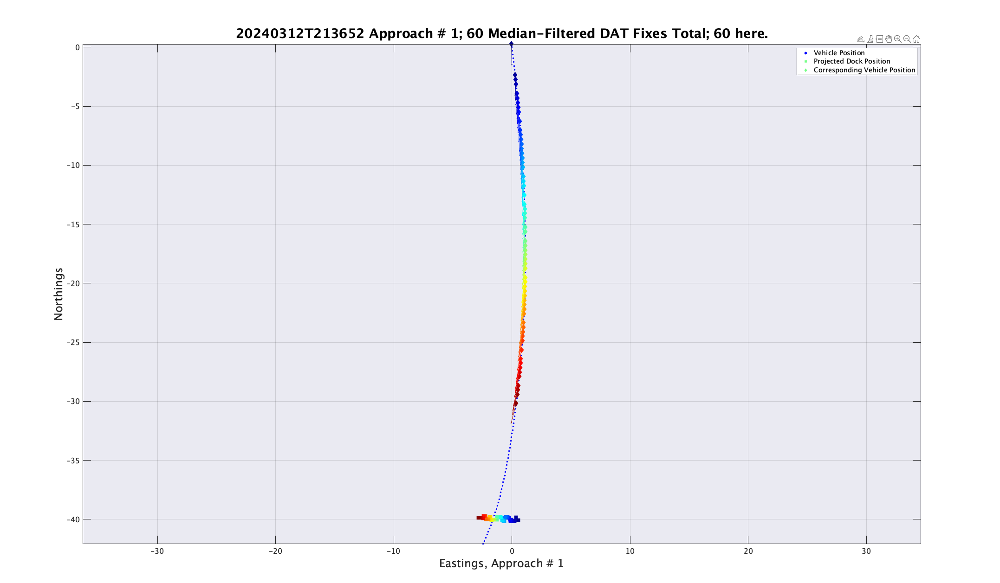 20240312T213652 Approach # 1; 60 Median-Filtered DAT Fixes Total; 60 here.
Vehicle Position
Projected Dock Position
Corresponding Vehicle Position
0
-5
-10
-15
-20
-25
-30
-35
-40
Northings
-30
-20
-10
0
10
20
30
Eastings, Approach # 1